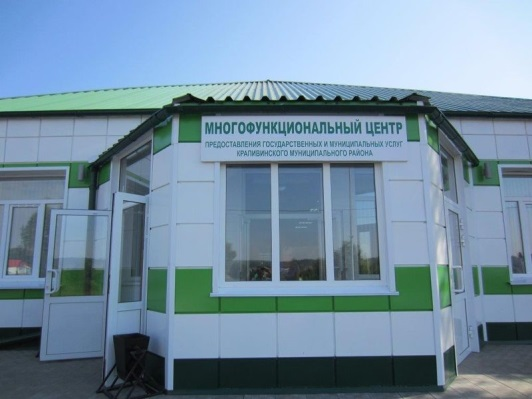 МНОГОФУНКЦИОНАЛЬНЫЙ ЦЕНТР
ПРЕДОСТАВЛЕНИЯ ГОСУДАРСТВЕННЫХ И МУНИЦИПАЛЬНЫХ УСЛУГ
КРАПИВИНСКОГО МУНИЦИПАЛЬНОГО РАЙОНА